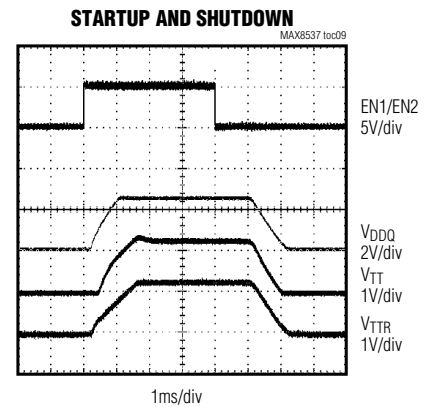 STARTUP AND SHUTDOWN
MAX8537 toc09
EN1/EN2
5V/div
VDDQ
2V/div
VTT
1V/div
VTTR
1V/div
1ms/div